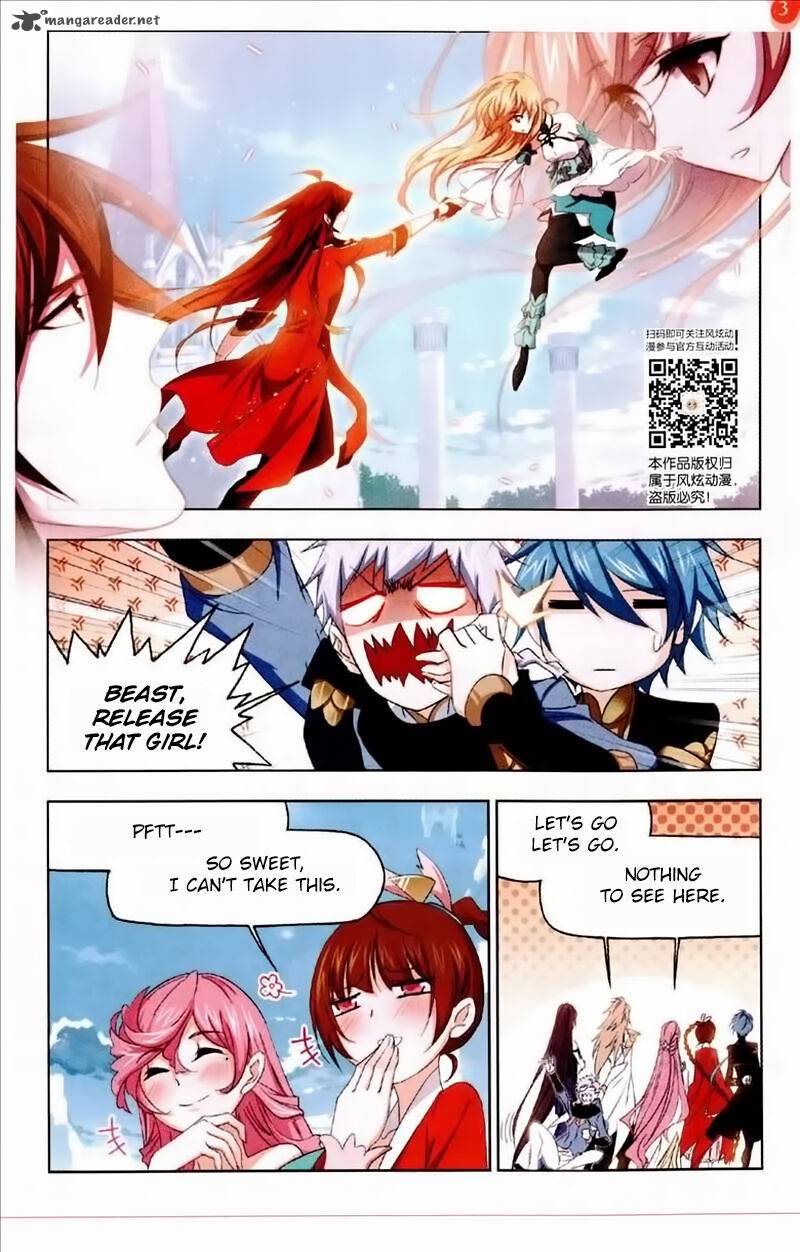 mangareader.net
3
扫码即可关注风炫动
漫参与官方互动活动!
本作品版权归
属于风炫动漫，
盗版必究!
BEAST,
RELEASE
THAT GIRL!
PFTT---
SO SWEET,
I CAN'T TAKE THIS.
LET'S GO
LET'S GO.
NOTHING
TO SEE HERE.